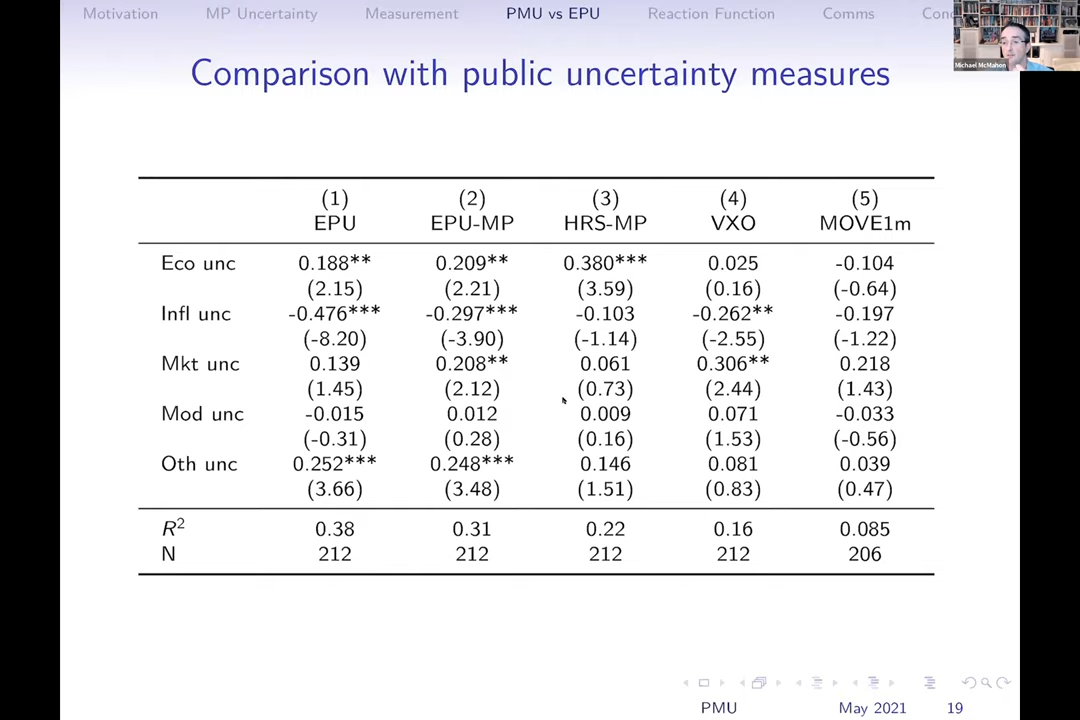 Motivation MP Uncertainty Measurement PMU vs EPU Reaction Function Comms Conc
Michael McMahon
Comparison with public uncertainty measures
(1) (2) (3) (4) (5)
EPU EPU-MP HRS-MP VXO MOVE1m
Eco unc 0.188** 0.209** 0.380*** 0.025 -0.104
(2.15) (2.21) (3.59) (0.16) (-0.64)
Infl unc -0.476*** -0.297*** -0.103 -0.262** -0.197
(-8.20) (-3.90) (-1.14) (-2.55) (-1.22)
Mkt unc 0.139 0.208** 0.061 0.306** 0.218
(1.45) (2.12) (0.73) (2.44) (1.43)
Mod unc -0.015 0.012 0.009 0.071 -0.033
(-0.31) (0.28) (0.16) (1.53) (-0.56)
Oth unc 0.252*** 0.248*** 0.146 0.081 0.039
(3.66) (3.48) (1.51) (0.83) (0.47)
R² 0.38 0.31 0.22 0.16 0.085
N 212 212 212 212 206
PMU May 2021 19